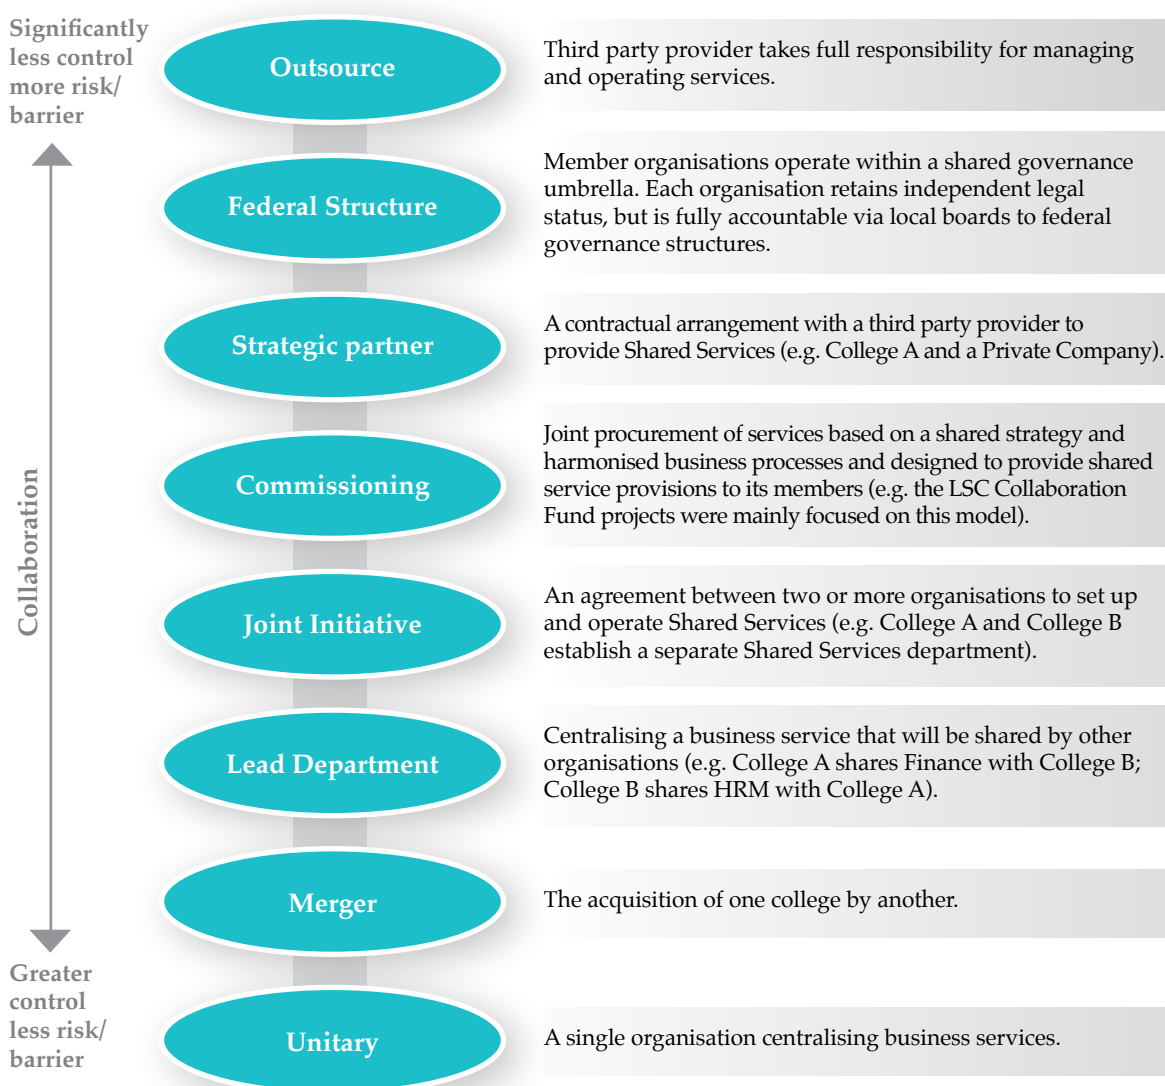 Significantly
less control
more risk/
barrier
Outsource
Third party provider takes full responsibility for managing
and operating services.
Federal Structure
Member organisations operate within a shared governance
umbrella. Each organisation retains independent legal
status, but is fully accountable via local boards to federal
governance structures.
Strategic partner
A contractual arrangement with a third party provider to
provide Shared Services (e.g. College A and a Private Company).
Commissioning
Joint procurement of services based on a shared strategy and
harmonised business processes and designed to provide shared
service provisions to its members (e.g. the LSC Collaboration
Fund projects were mainly focused on this model).
Collaboration
Joint Initiative
An agreement between two or more organisations to set up
and operate Shared Services (e.g. College A and College B
establish a separate Shared Services department).
Lead Department
Centralising a business service that will be shared by other
organisations (e.g. College A shares Finance with College B;
College B shares HRM with College A).
Merger
The acquisition of one college by another.
Greater
control
less risk/
barrier
Unitary
A single organisation centralising business services.